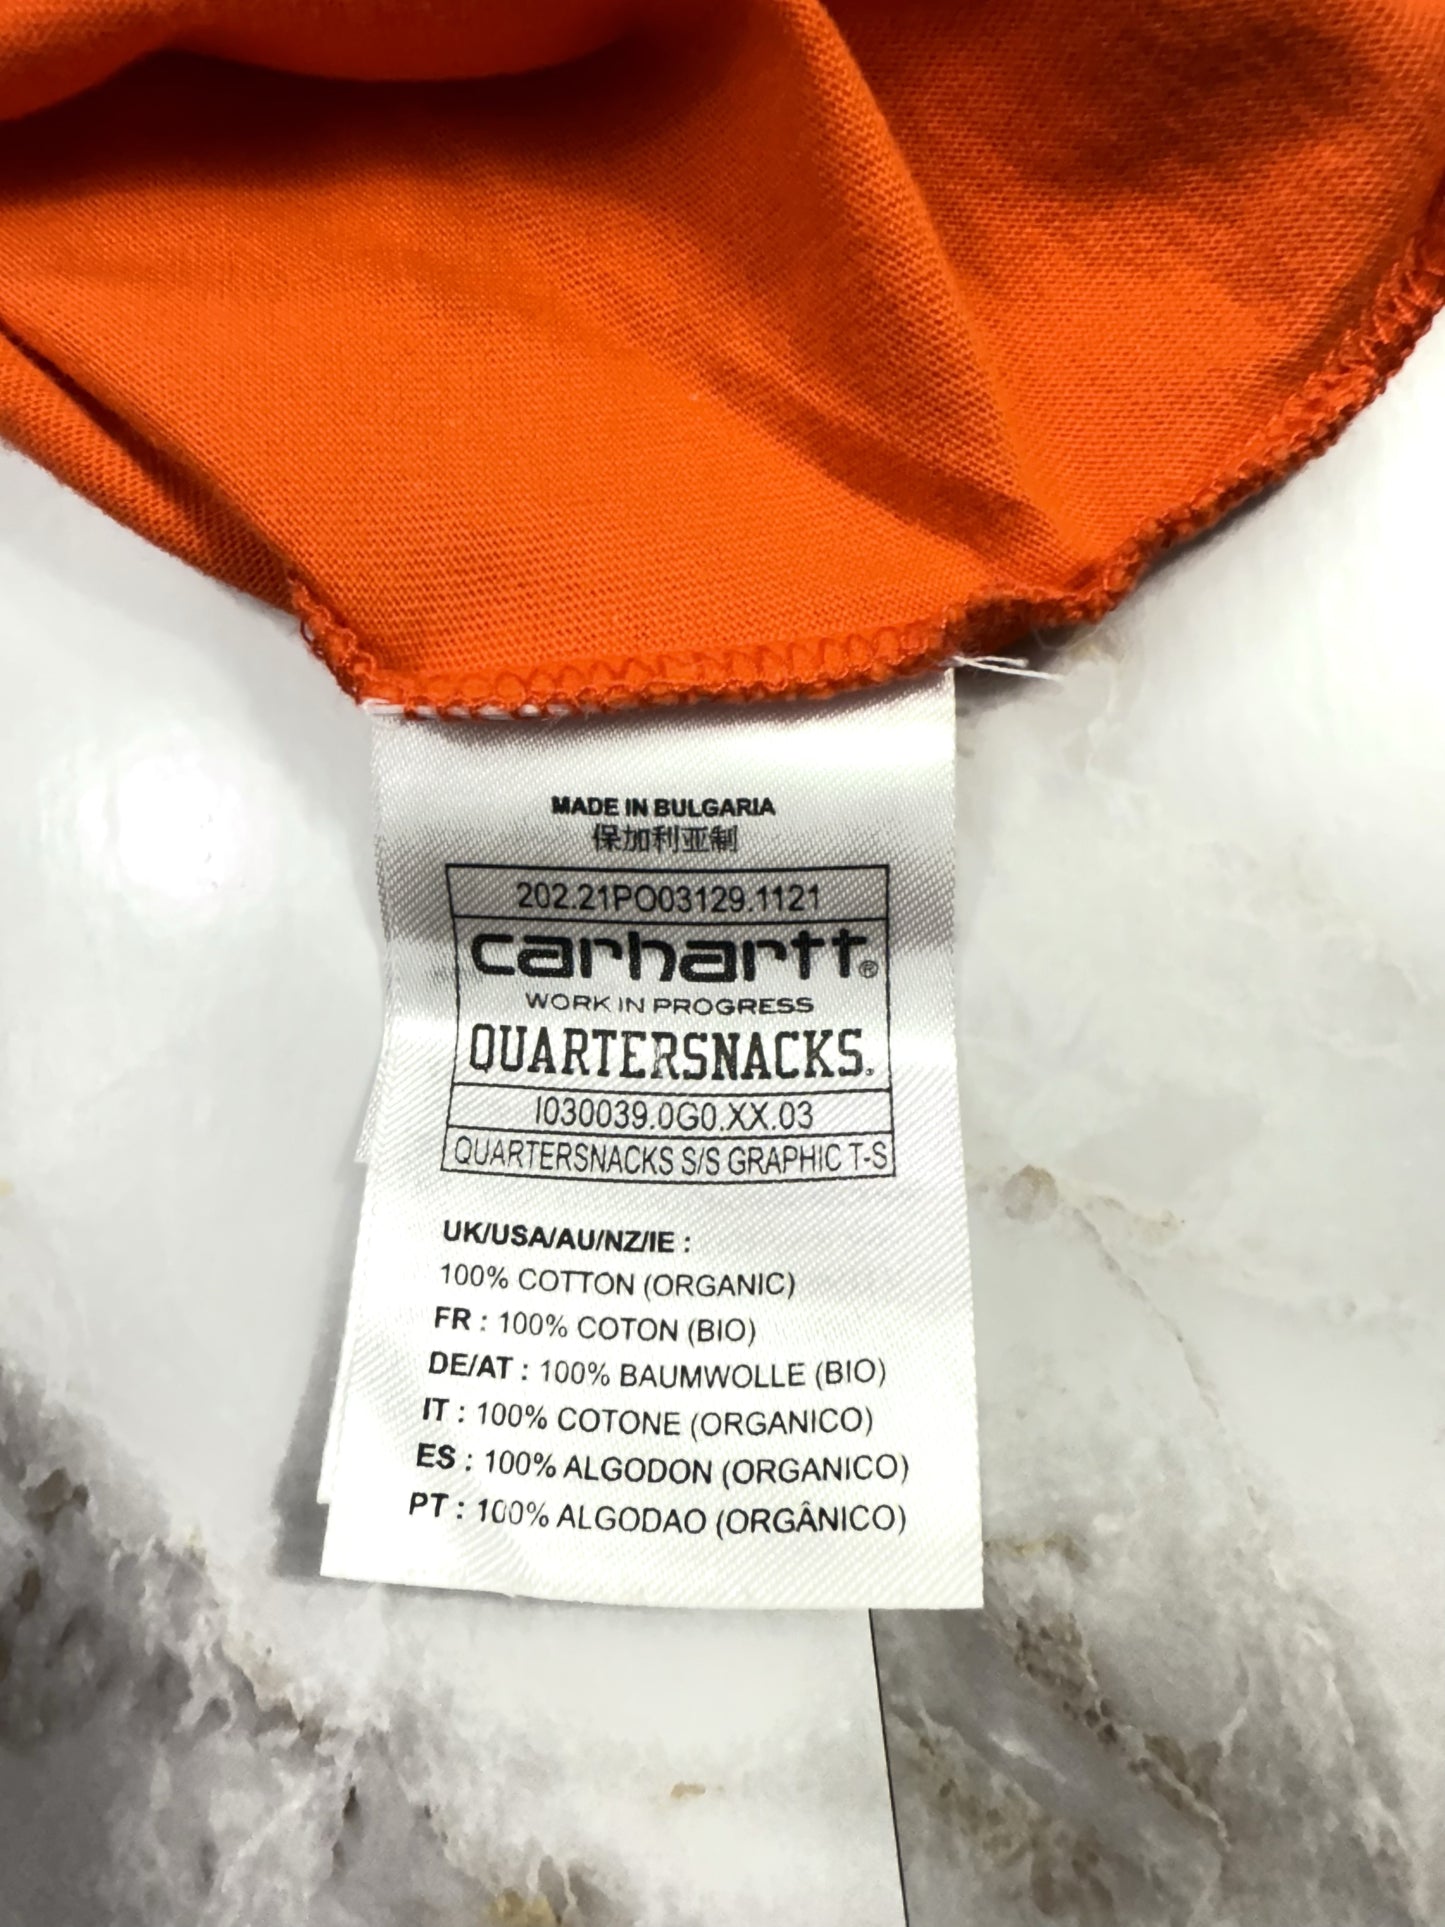 MADE IN BULGARIA
保加利亚制
202.21PO03129.1121
carhartt®
WORK IN PROGRESS
QUARTERSNACKS.
I030039.0G0.XX.03
QUARTERSNACKS S/S GRAPHIC T-S
UK/USA/AU/NZ/IE :
100% COTTON (ORGANIC)
FR : 100% COTON (BIO)
DE/AT : 100% BAUMWOLLE (BIO)
IT : 100% COTONE (ORGANICO)
ES : 100% ALGODON (ORGANICO)
PT : 100% ALGODAO (ORGÂNICO)